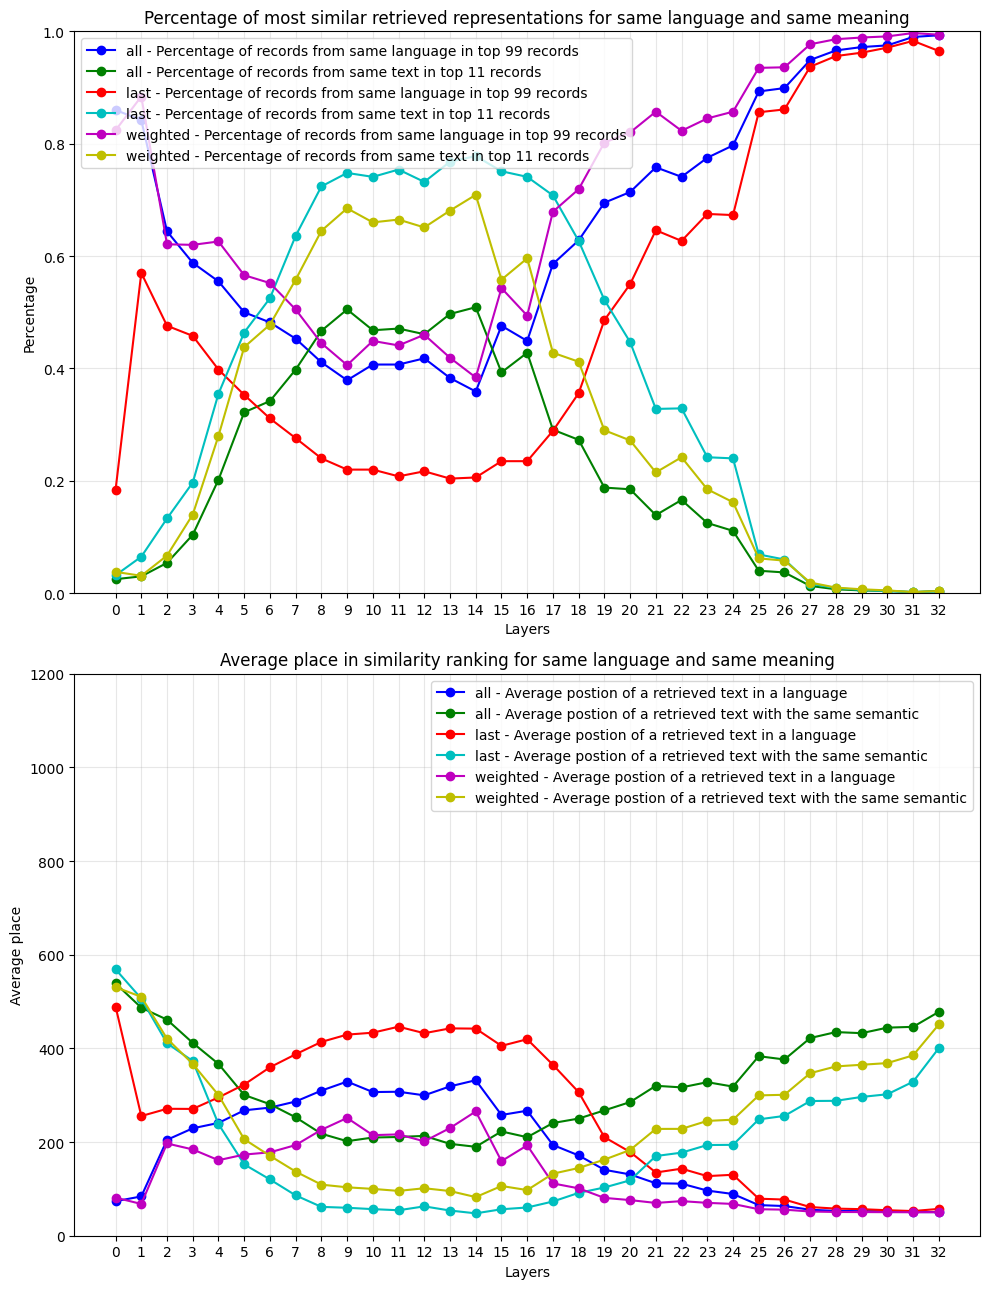 Percentage of most similar retrieved representations for same language and same meaning
1.0
0.8
0.6
0.4
0.2
0.0
Percentage
all - Percentage of records from same language in top 99 records
all - Percentage of records from same text in top 11 records
last - Percentage of records from same language in top 99 records
last - Percentage of records from same text in top 11 records
weighted - Percentage of records from same language in top 99 records
weighted - Percentage of records from same text in top 11 records
0 1 2 3 4 5 6 7 8 9 10 11 12 13 14 15 16 17 18 19 20 21 22 23 24 25 26 27 28 29 30 31 32
Layers
Average place in similarity ranking for same language and same meaning
1200
1000
800
600
400
200
0
Average place
all - Average postion of a retrieved text in a language
all - Average postion of a retrieved text with the same semantic
last - Average postion of a retrieved text in a language
last - Average postion of a retrieved text with the same semantic
weighted - Average postion of a retrieved text in a language
weighted - Average postion of a retrieved text with the same semantic
0 1 2 3 4 5 6 7 8 9 10 11 12 13 14 15 16 17 18 19 20 21 22 23 24 25 26 27 28 29 30 31 32
Layers